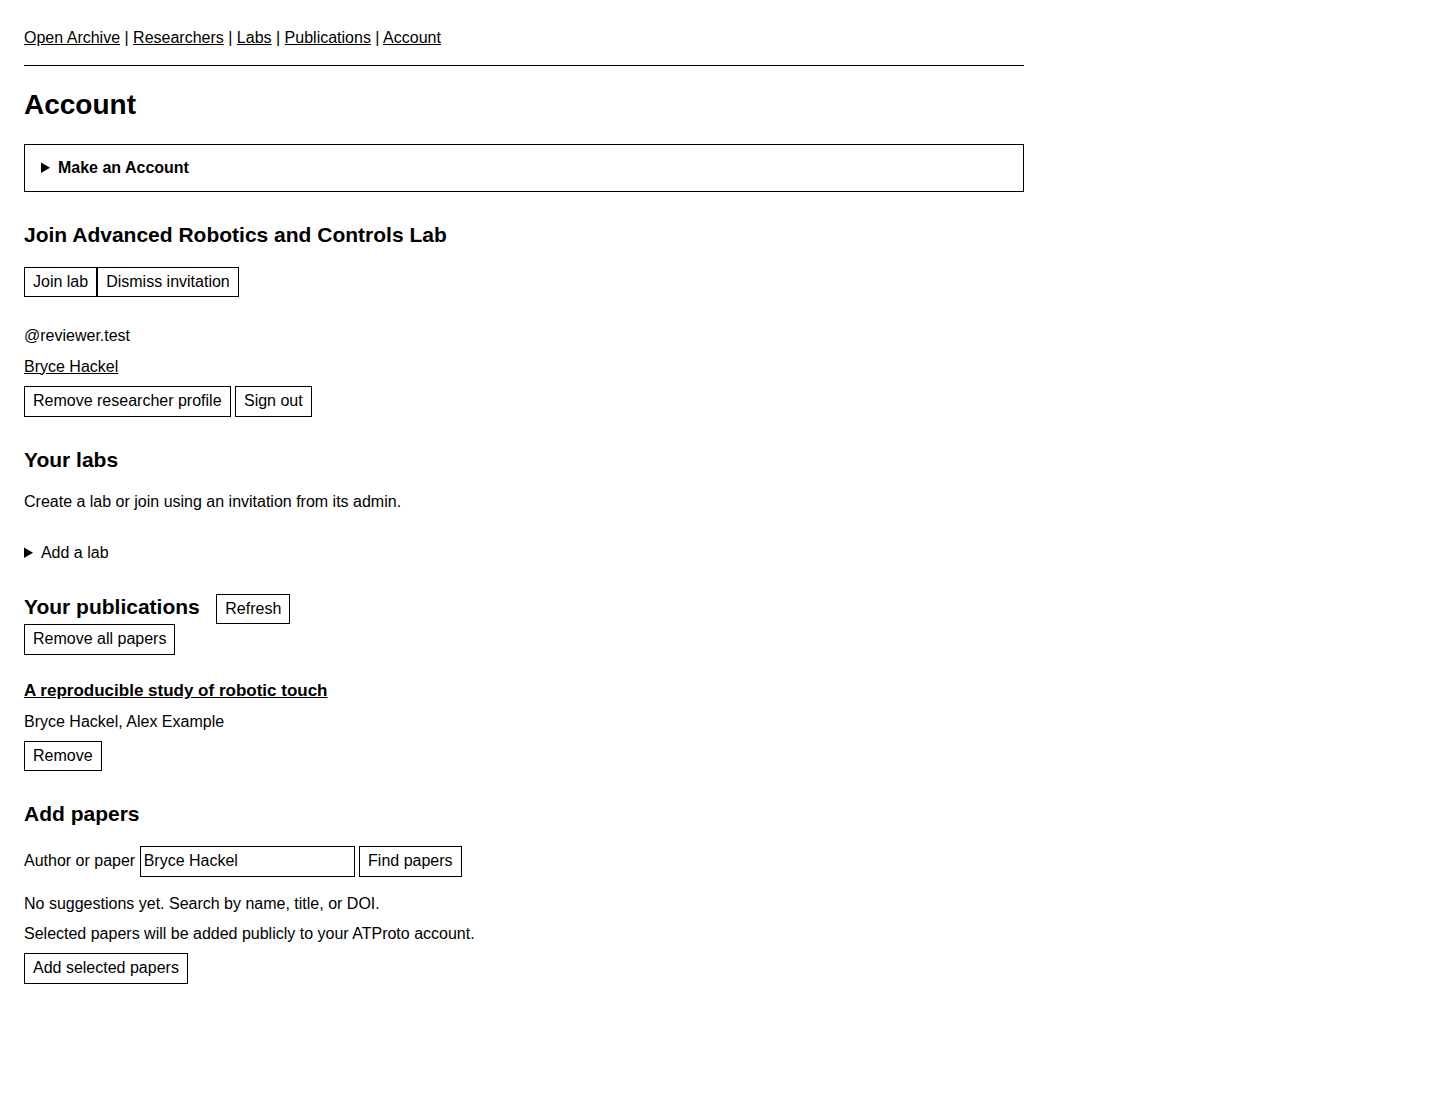 Open Archive | Researchers | Labs | Publications | Account
Account
Make an Account
Join Advanced Robotics and Controls Lab
Join lab Dismiss invitation
@reviewer.test
Bryce Hackel
Remove researcher profile Sign out
Your labs
Create a lab or join using an invitation from its admin.
Add a lab
Your publications Refresh
Remove all papers
A reproducible study of robotic touch
Bryce Hackel, Alex Example
Remove
Add papers
Author or paper Bryce Hackel Find papers
No suggestions yet. Search by name, title, or DOI.
Selected papers will be added publicly to your ATProto account.
Add selected papers